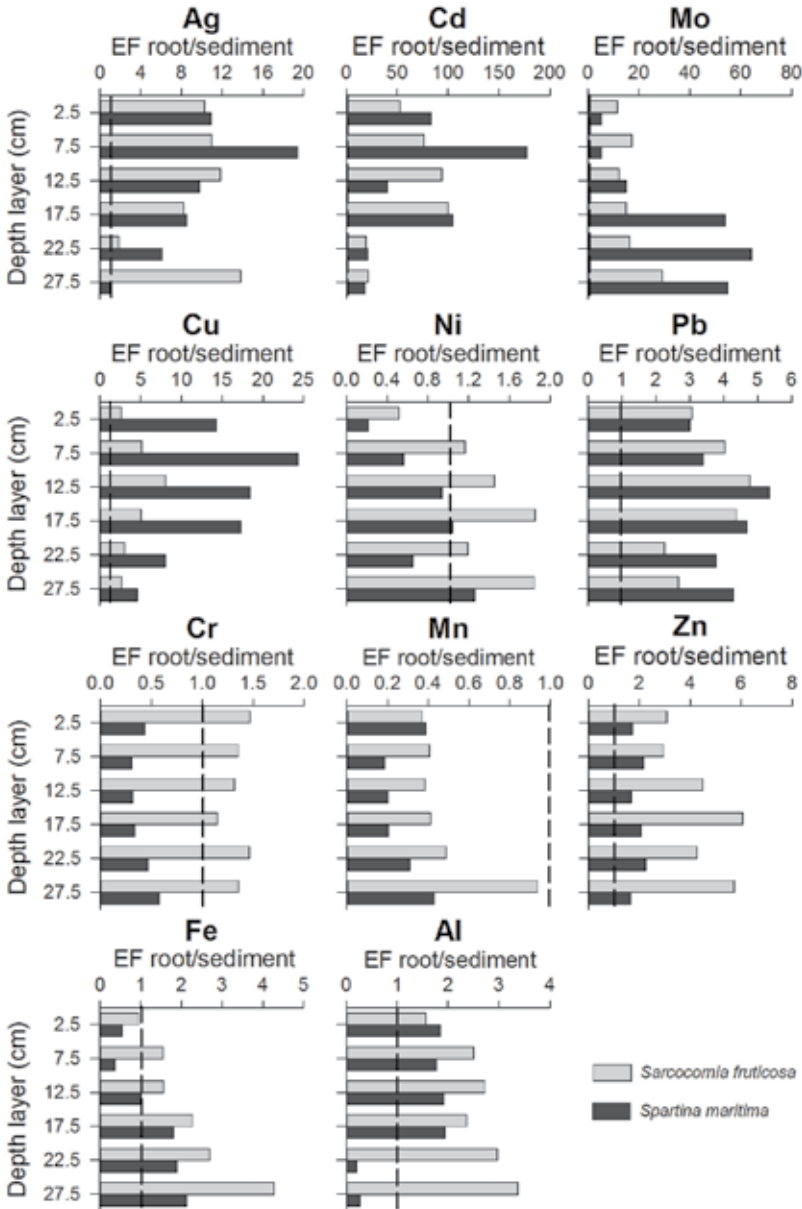 Ag Cd Mo
EF root/sediment EF root/sediment EF root/sediment
0 4 8 12 16 20 0 50 100 150 200 0 20 40 60 80
Depth layer (cm)
2.5
7.5
12.5
17.5
22.5
27.5
Cu Ni Pb
EF root/sediment EF root/sediment EF root/sediment
0 5 10 15 20 25 0.0 0.4 0.8 1.2 1.6 2.0 0 1 2 3 4 5 6
Depth layer (cm)
2.5
7.5
12.5
17.5
22.5
27.5
Cr Mn Zn
EF root/sediment EF root/sediment EF root/sediment
0.0 0.5 1.0 1.5 2.0 0.0 0.2 0.4 0.6 0.8 1.0 0 2 4 6 8
Depth layer (cm)
2.5
7.5
12.5
17.5
22.5
27.5
Fe Al
EF root/sediment EF root/sediment
0 1 2 3 4 5 0 1 2 3 4
Depth layer (cm)
2.5
7.5
12.5
17.5
22.5
27.5
Sarcocornia fruticosa
Spartina maritima